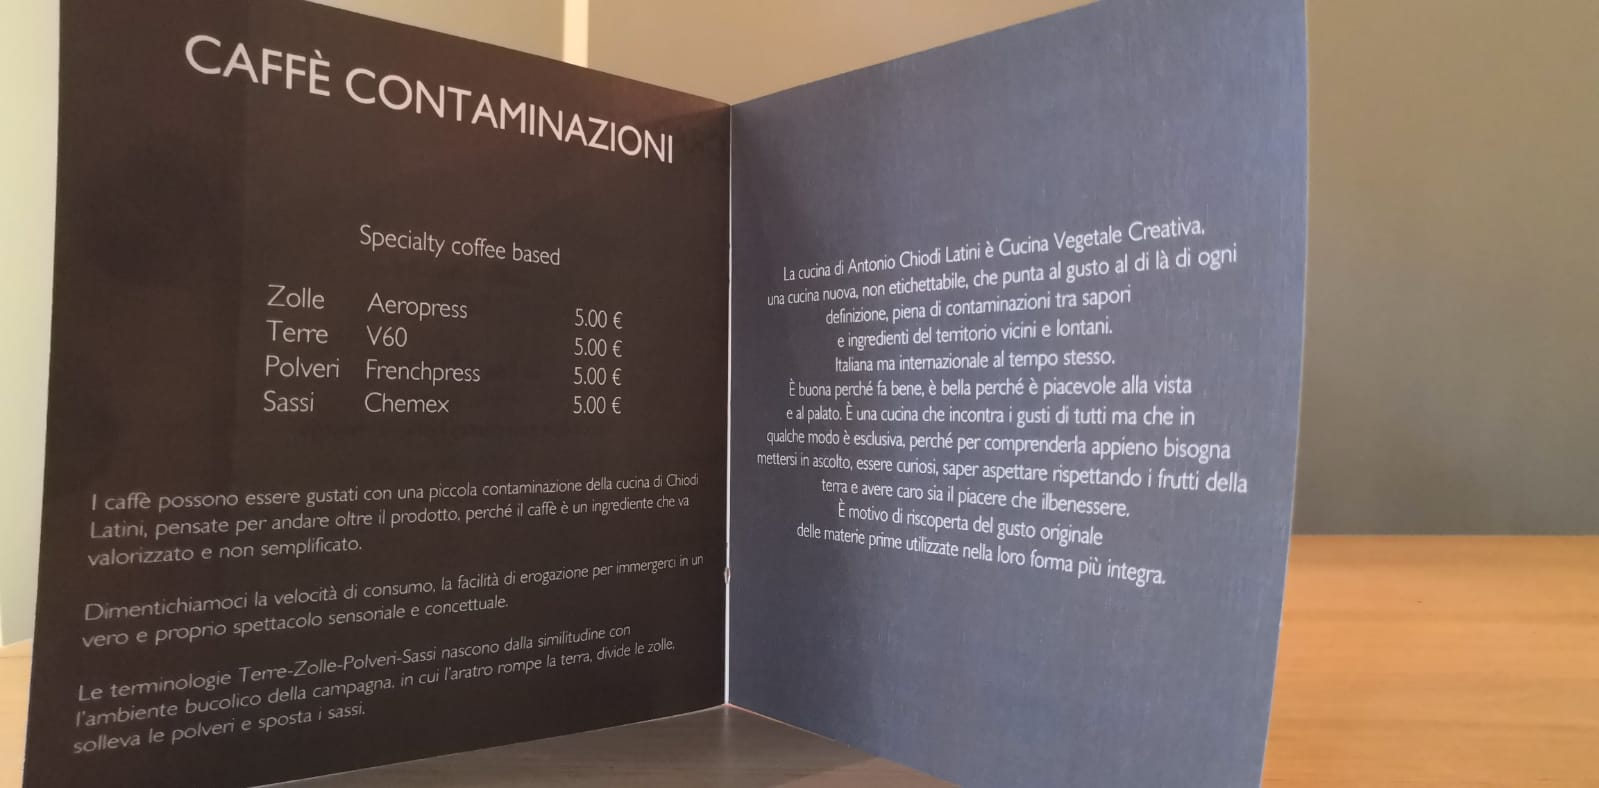 CAFFÈ CONTAMINAZIONI
Specialty coffee based
Zolle Aeropress 5.00 €
Terre V60 5.00 €
Polveri Frenchpress 5.00 €
Sassi Chemex 5.00 €
I caffè possono essere gustati con una piccola contaminazione della cucina di Chiodi
Latini, pensate per andare oltre il prodotto, perché il caffè è un ingrediente che va
valorizzato e non semplificato.
Dimentichiamoci la velocità di consumo, la facilità di erogazione per immergerci in un
vero e proprio spettacolo sensoriale e concettuale.
Le terminologie Terre-Zolle-Polveri-Sassi nascono dalla similitudine con
l'ambiente bucolico della campagna, in cui l'aratro rompe la terra, divide le zolle,
solleva le polveri e sposta i sassi.
La cucina di Antonio Chiodi Latini è Cucina Vegetale Creativa,
una cucina nuova, non etichettabile, che punta al gusto al di là di ogni
definizione, piena di contaminazioni tra sapori
e ingredienti del territorio vicini e lontani.
Italiana ma internazionale al tempo stesso.
È buona perché fa bene, è bella perché è piacevole alla vista
e al palato. È una cucina che incontra i gusti di tutti ma che in
qualche modo è esclusiva, perché per comprenderla appieno bisogna
mettersi in ascolto, essere curiosi, saper aspettare rispettando i frutti della
terra e avere caro sia il piacere che ilbenessere.
È motivo di riscoperta del gusto originale
delle materie prime utilizzate nella loro forma più integra.